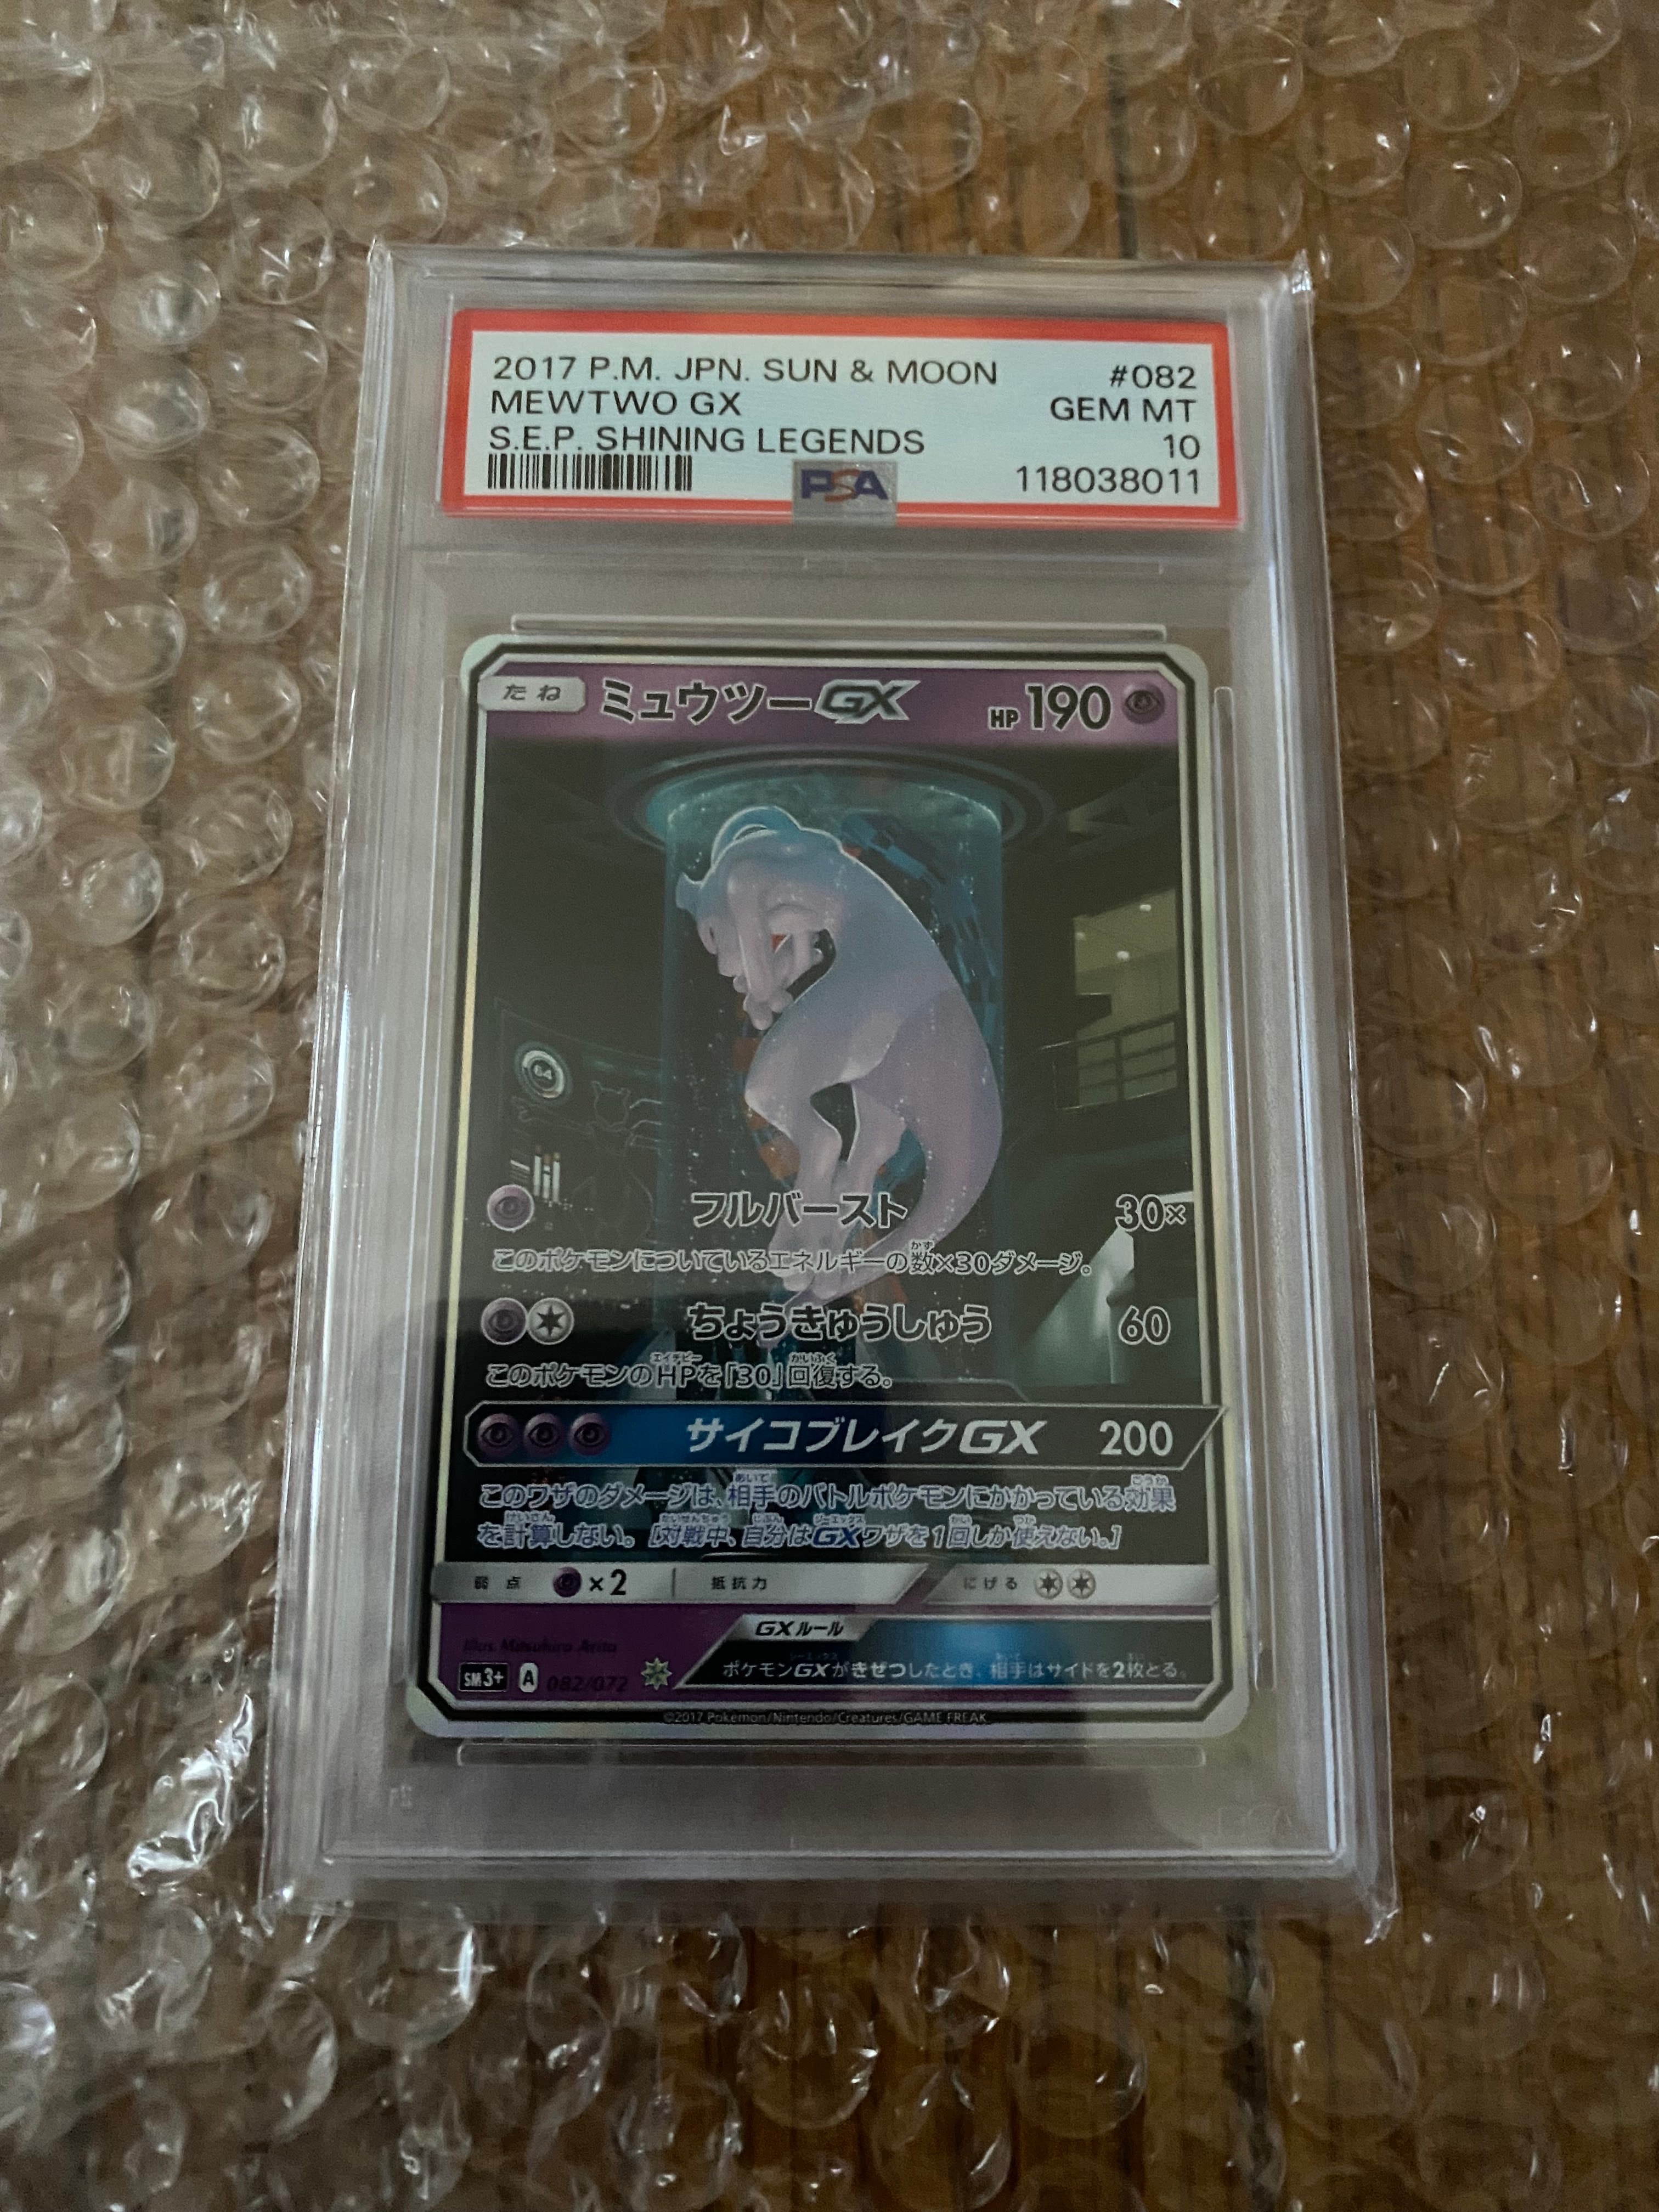 2017 P.M. JPN. SUN & MOON #082
MEWTWO GX GEM MT
S.E.P. SHINING LEGENDS 10
PSA 118038011
たね ミュウツーGX HP190
64
フルバースト 30×
このポケモンについているエネルギーの数×30ダメージ。
ちょうきゅうしゅう 60
このポケモンのHPを「30」回復する。
サイコブレイクGX 200
このワザのダメージは、相手のバトルポケモンにかかっている効果
を計算しない。[対戦中、自分はGXワザを1回しか使えない。]
弱点 ×2 抵抗力 にげる
GXルール
Illus. Mitsuhiro Arita
ポケモンGXがきぜつしたとき、相手はサイドを2枚とる。
SM3+ A 082/072
©2017 Pokémon/Nintendo/Creatures/GAME FREAK.